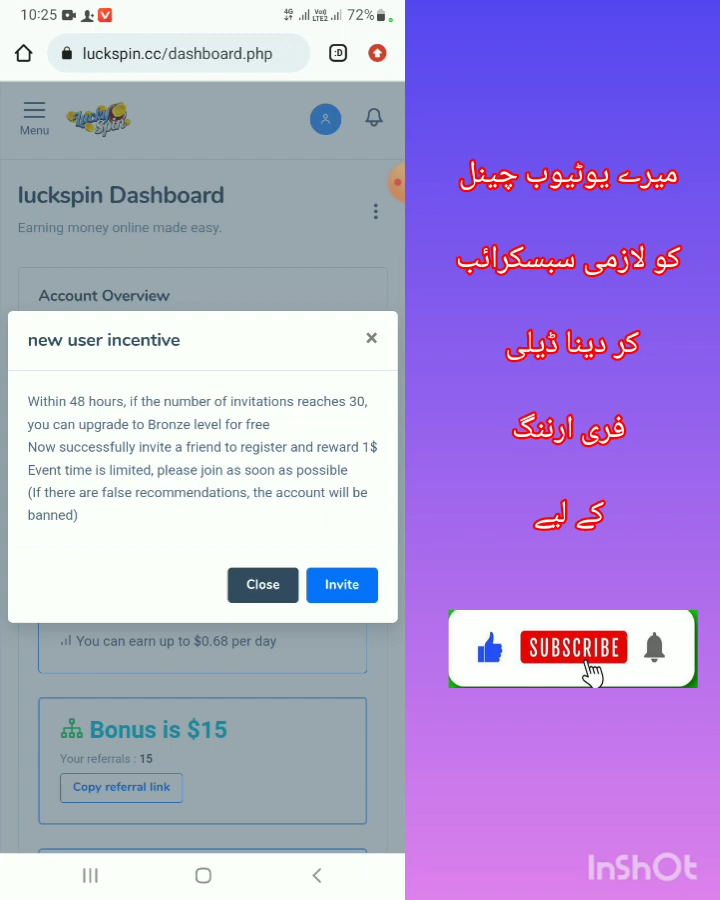 10:25
4G
Vo))
LTE2
72%
luckspin.cc/dashboard.php
:D
Menu
Lucky
Spin
luckspin Dashboard
Earning money online made easy.
Account Overview
new user incentive
×
Within 48 hours, if the number of invitations reaches 30,
you can upgrade to Bronze level for free
Now successfully invite a friend to register and reward 1$
Event time is limited, please join as soon as possible
(If there are false recommendations, the account will be
banned)
Close
Invite
You can earn up to $0.68 per day
Bonus is $15
Your referrals : 15
Copy referral link
میرے یوٹیوب چینل
کو لازمی سبسکرائب
کر دینا ڈیلی
فری ارننگ
کے لیے
SUBSCRIBE
InShOt